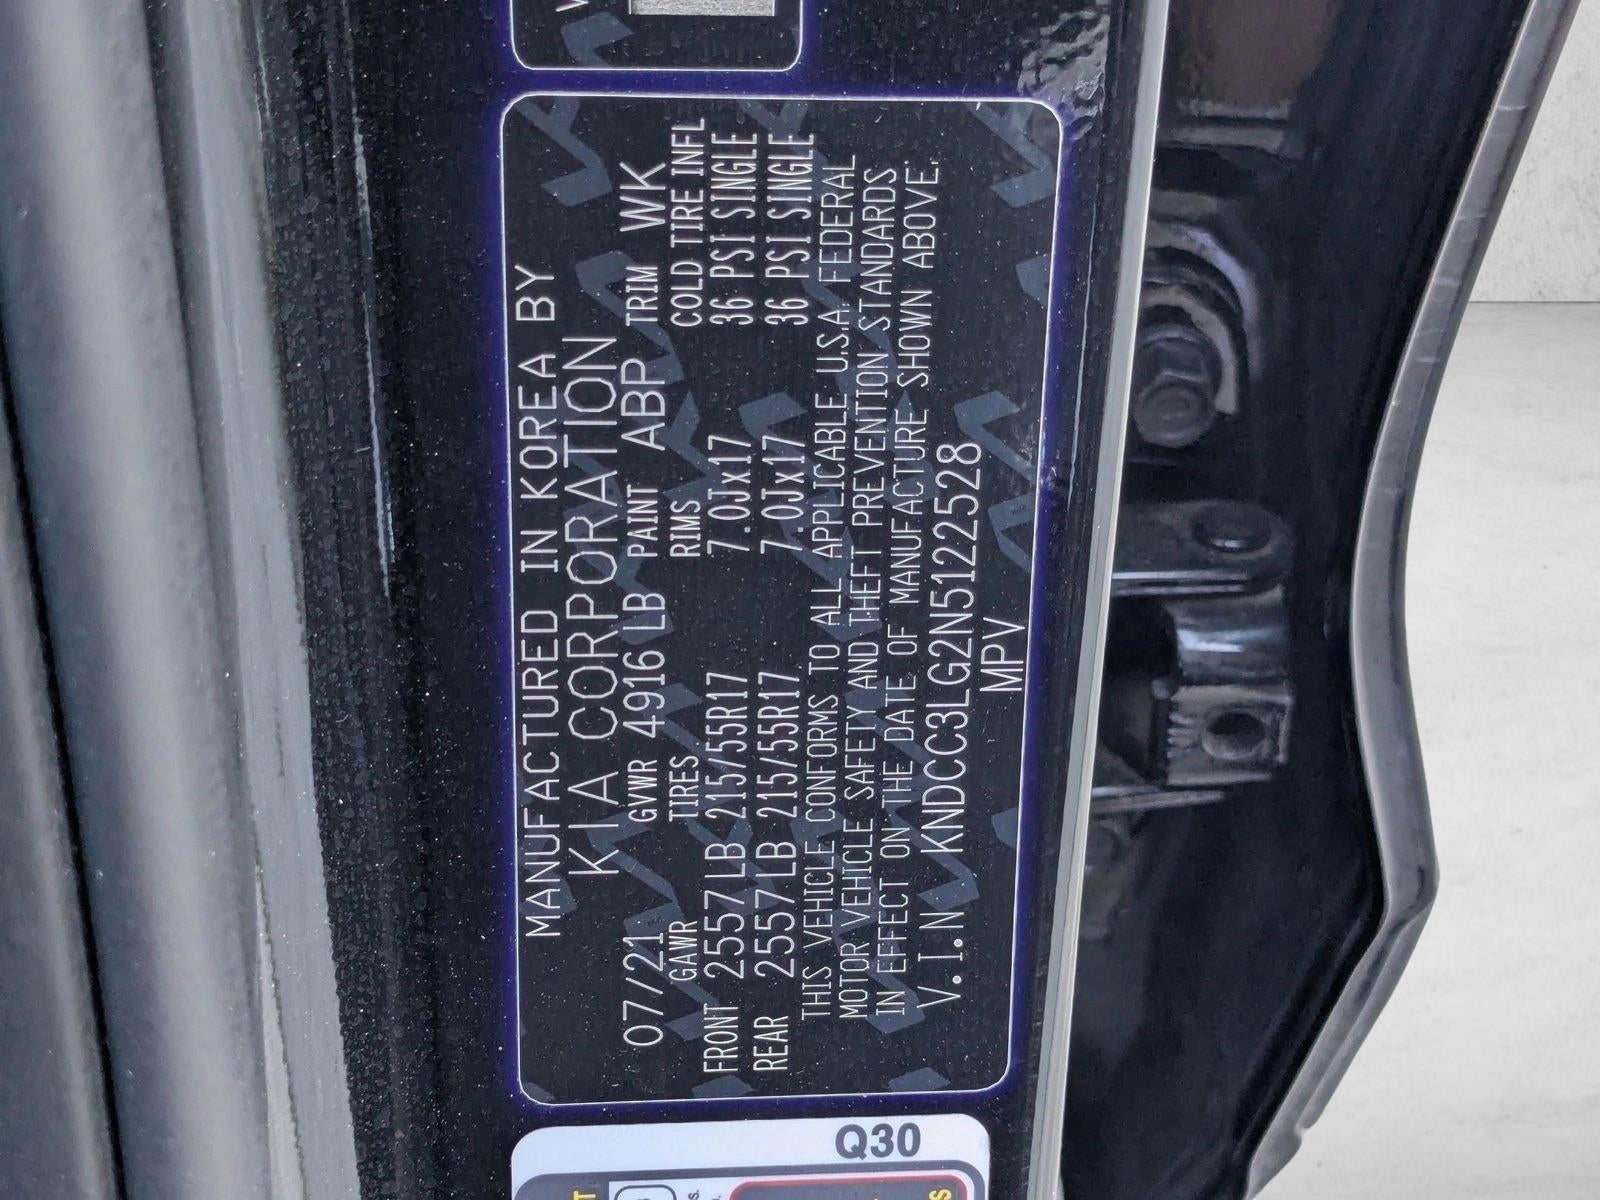 MANUFACTURED IN KOREA BY
KIA CORPORATION
07/21 GVWR 4916 LB PAINT ABP TRIM WK
GAWR TIRES RIMS COLD TIRE INFL
FRONT 2557LB 215/55R17 7.0Jx17 36 PSI SINGLE
REAR 2557LB 215/55R17 7.0Jx17 36 PSI SINGLE
THIS VEHICLE CONFORMS TO ALL APPLICABLE U.S.A. FEDERAL
MOTOR VEHICLE SAFETY AND THEFT PREVENTION STANDARDS
IN EFFECT ON THE DATE OF MANUFACTURE SHOWN ABOVE.
V.I.N KNDCC3LG2N5122528
MPV
Q30